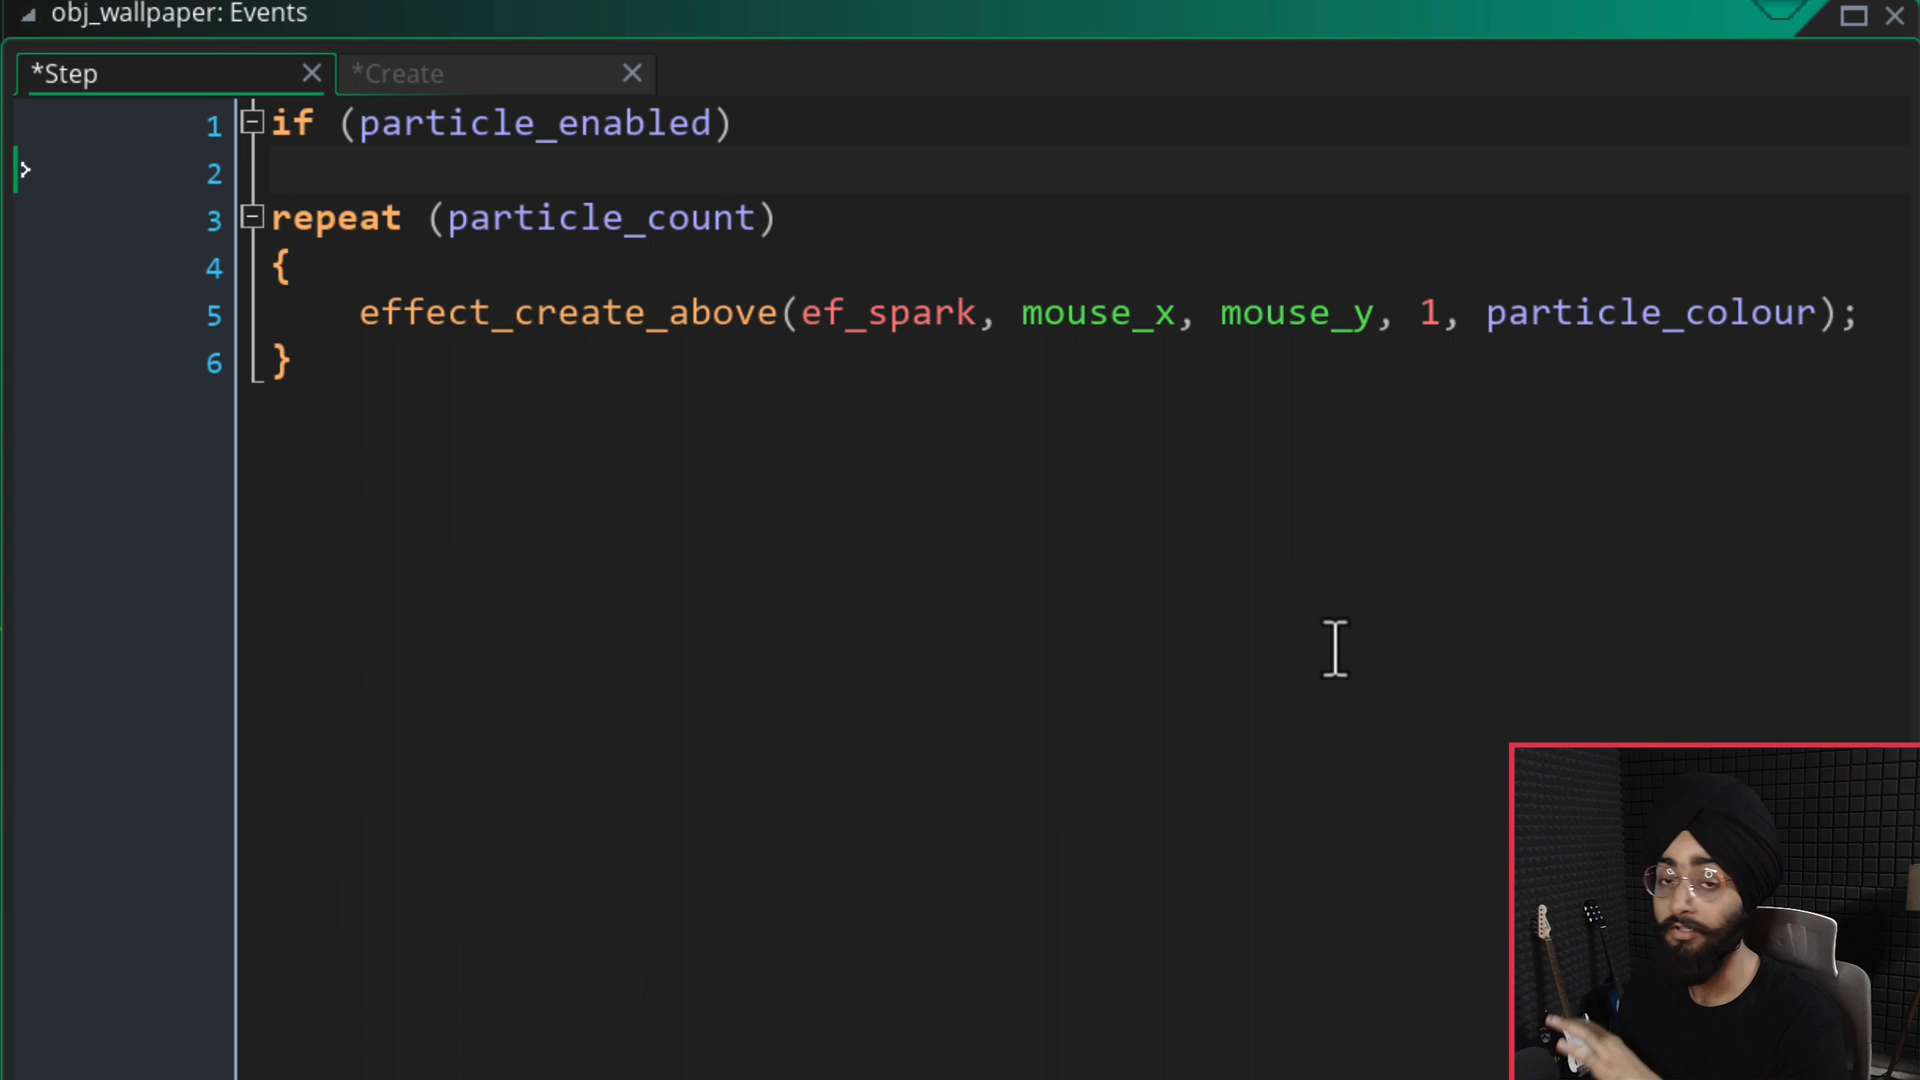 obj_wallpaper: Events
*Step
*Create
1 if (particle_enabled)
2
3 repeat (particle_count)
4 {
5 effect_create_above(ef_spark, mouse_x, mouse_y, 1, particle_colour);
6 }